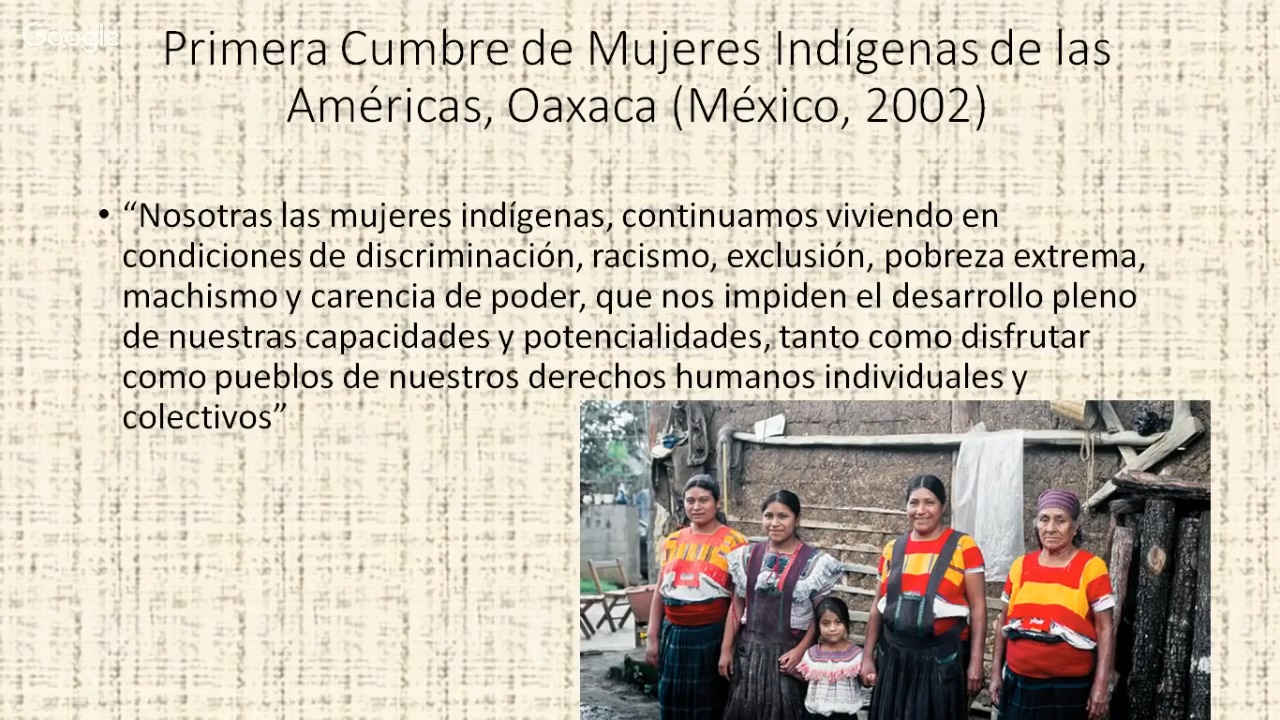 Google
Primera Cumbre de Mujeres Indígenas de las
Américas, Oaxaca (México, 2002)
• “Nosotras las mujeres indígenas, continuamos viviendo en
condiciones de discriminación, racismo, exclusión, pobreza extrema,
machismo y carencia de poder, que nos impiden el desarrollo pleno
de nuestras capacidades y potencialidades, tanto como disfrutar
como pueblos de nuestros derechos humanos individuales y
colectivos”